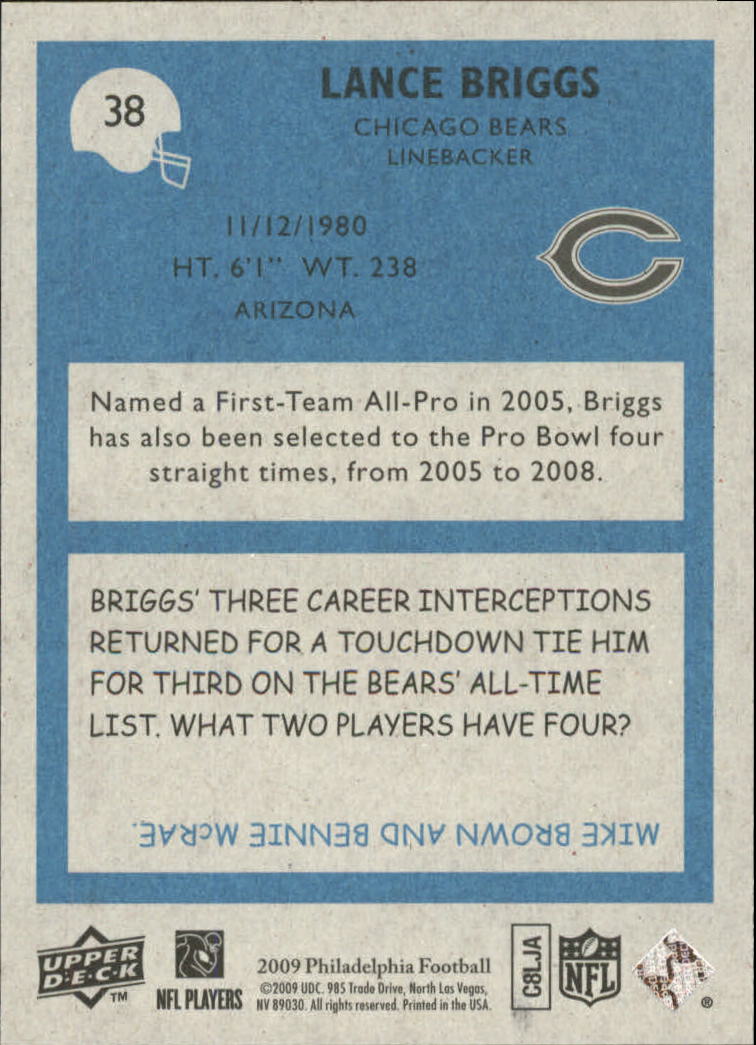 38
LANCE BRIGGS
CHICAGO BEARS
LINEBACKER
11/12/1980
HT. 6'1" WT. 238
ARIZONA
Named a First-Team All-Pro in 2005, Briggs
has also been selected to the Pro Bowl four
straight times, from 2005 to 2008.
BRIGGS' THREE CAREER INTERCEPTIONS
RETURNED FOR A TOUCHDOWN TIE HIM
FOR THIRD ON THE BEARS' ALL-TIME
LIST. WHAT TWO PLAYERS HAVE FOUR?
MIKE BROWN AND BENNIE McRAE.
UPPER
D·E·C·K
TM
NFL PLAYERS
2009 Philadelphia Football
©2009 UDC. 985 Trade Drive, North Las Vegas,
NV 89030. All rights reserved. Printed in the USA.
C8LJA
NFL
®